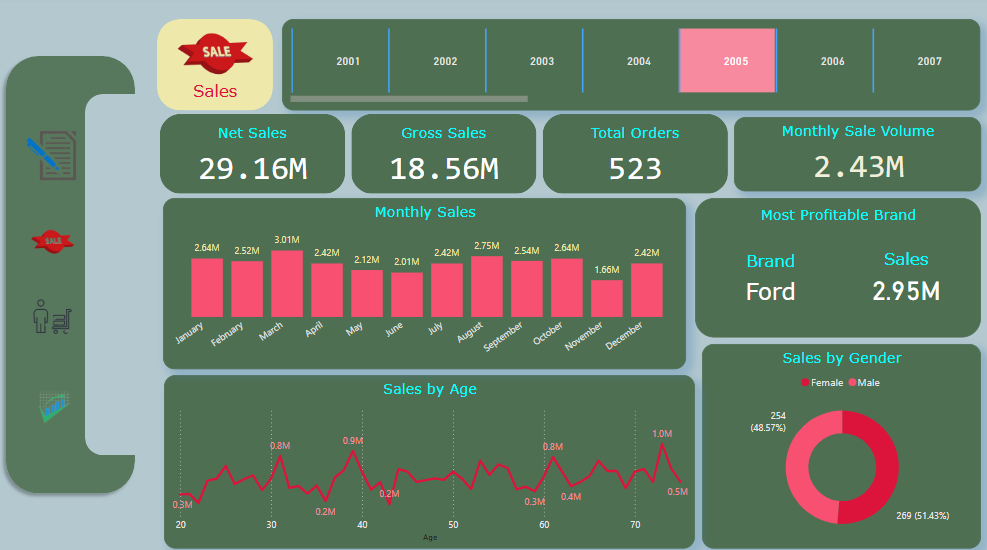 SALE
Sales
2001 2002 2003 2004 2005 2006 2007
Net Sales
29.16M
Gross Sales
18.56M
Total Orders
523
Monthly Sale Volume
2.43M
SALE
Monthly Sales
2.64M 2.52M 3.01M 2.42M 2.12M 2.01M 2.42M 2.75M 2.54M 2.64M 1.66M 2.42M
January February March April May June July August September October November December
Most Profitable Brand
Brand Sales
Ford 2.95M
Sales by Age
0.3M 0.8M 0.2M 0.9M 0.2M 0.3M 0.8M 0.4M 1.0M 0.5M
20 30 40 50 60 70
Age
Sales by Gender
Female Male
254
(48.57%)
269 (51.43%)